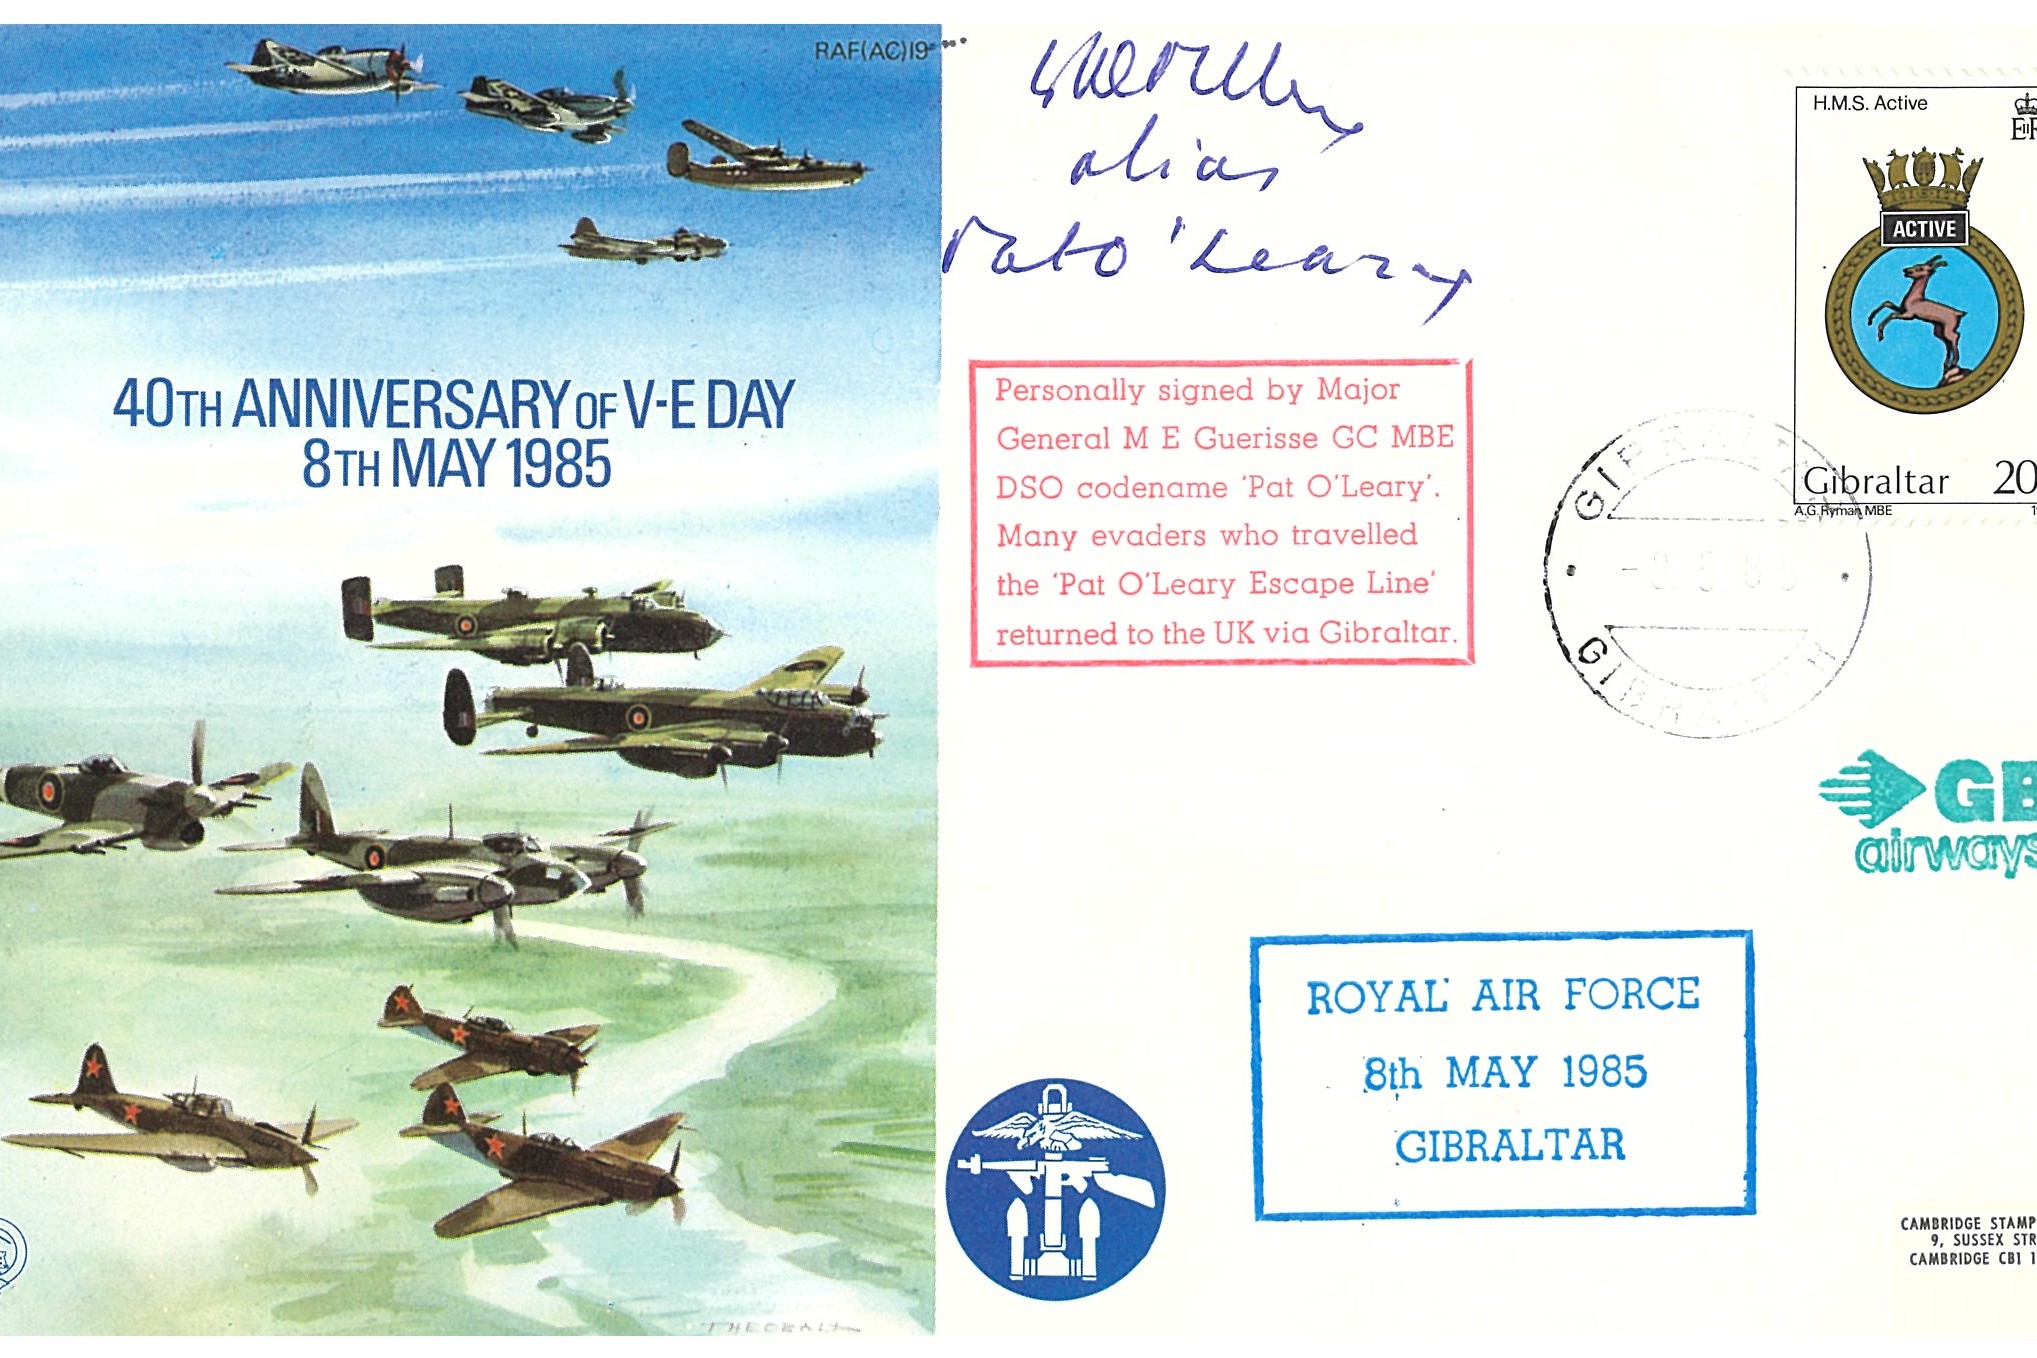 RAF(AC)19
40TH ANNIVERSARY OF V-E DAY
8TH MAY 1985
alias
Pat O'Leary
Personally signed by Major
General M E Guerisse GC MBE
DSO codename 'Pat O'Leary'.
Many evaders who travelled
the 'Pat O'Leary Escape Line'
returned to the UK via Gibraltar.
H.M.S. Active
ACTIVE
Gibraltar 20
A.G. Ryman MBE
GIBRALTAR
GIBRALTAR
GB
airways
ROYAL AIR FORCE
8th MAY 1985
GIBRALTAR
CAMBRIDGE STAMP
9, SUSSEX STR
CAMBRIDGE CB1 1